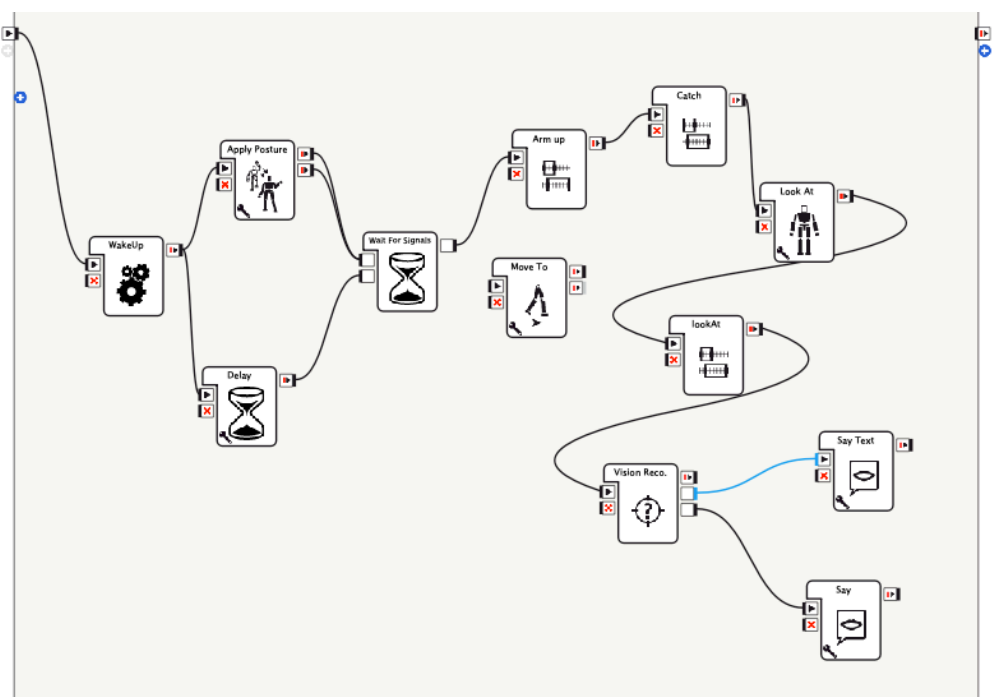 Catch
Arm up
Apply Posture
Look At
Wait For Signals
WakeUp
Move To
lookAt
Delay
Say Text
Vision Reco.
?
Say